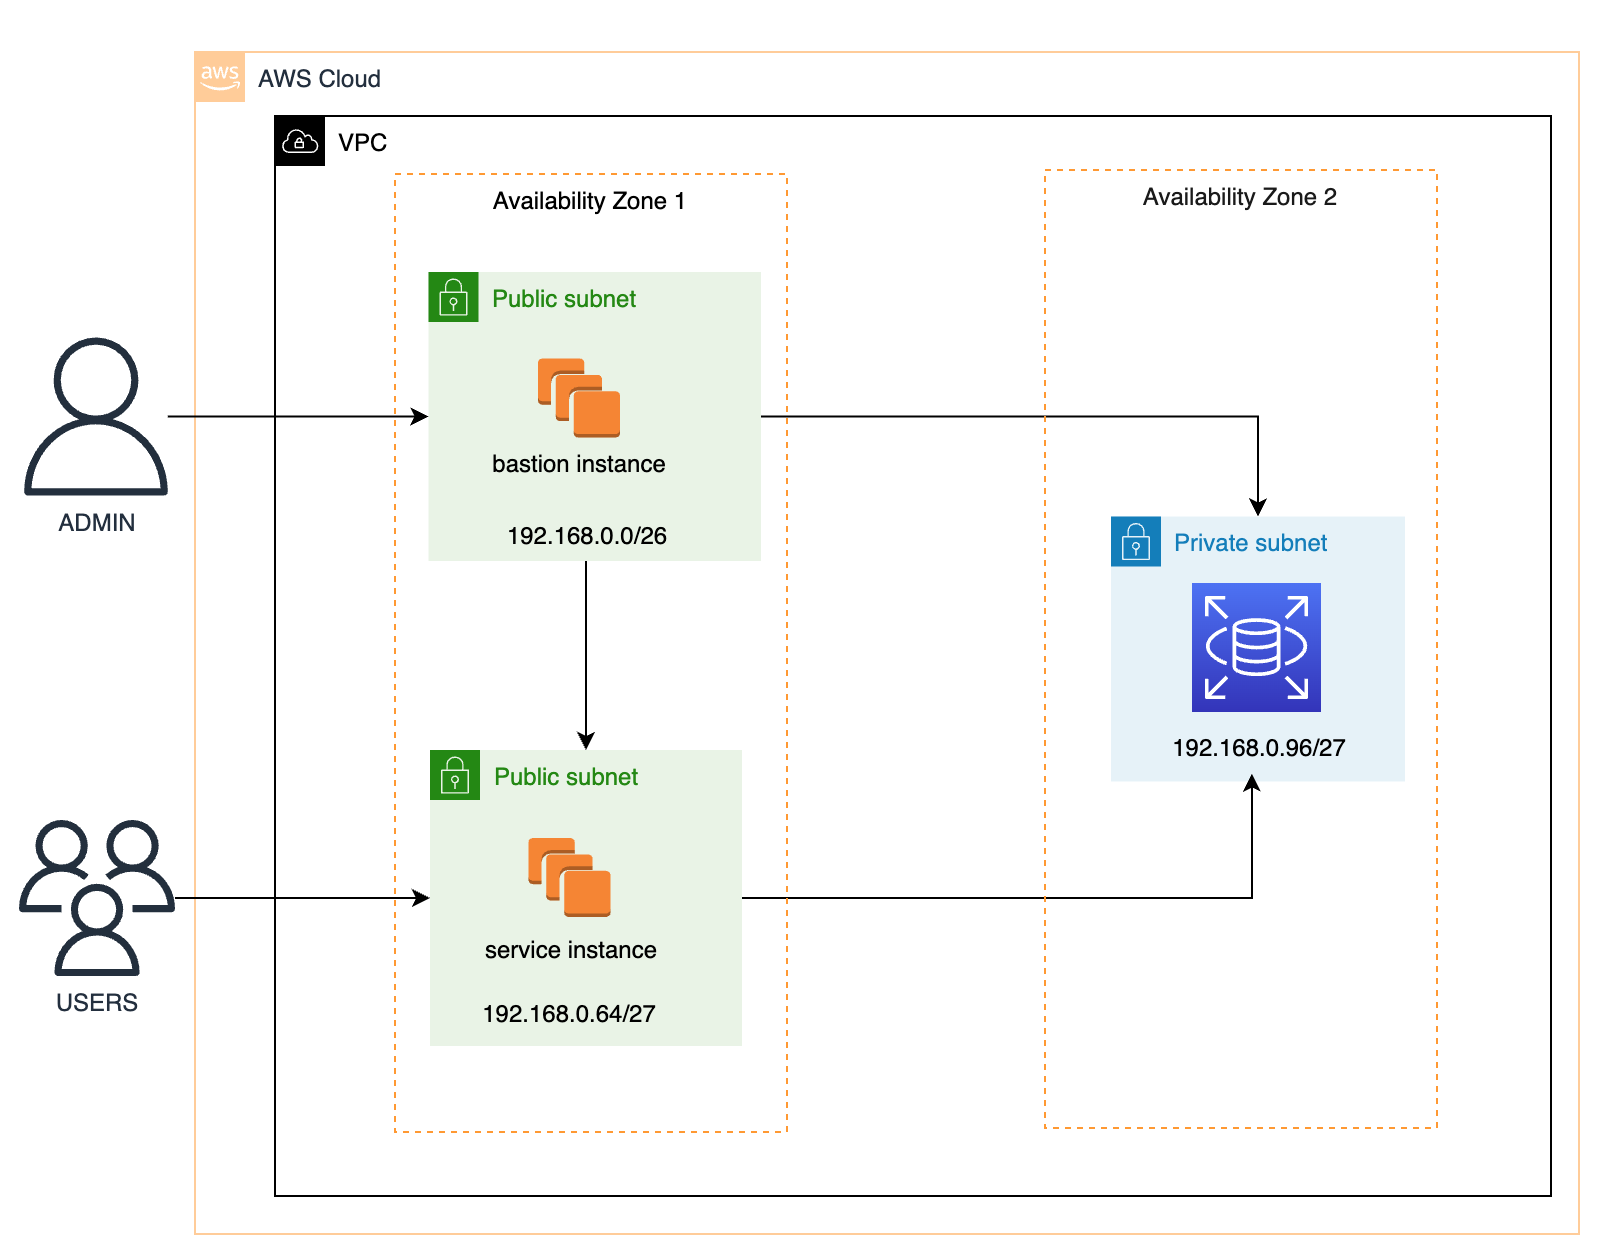 aws
AWS Cloud
VPC
Availability Zone 1
Availability Zone 2
Public subnet
bastion instance
192.168.0.0/26
ADMIN
Private subnet
192.168.0.96/27
Public subnet
service instance
192.168.0.64/27
USERS